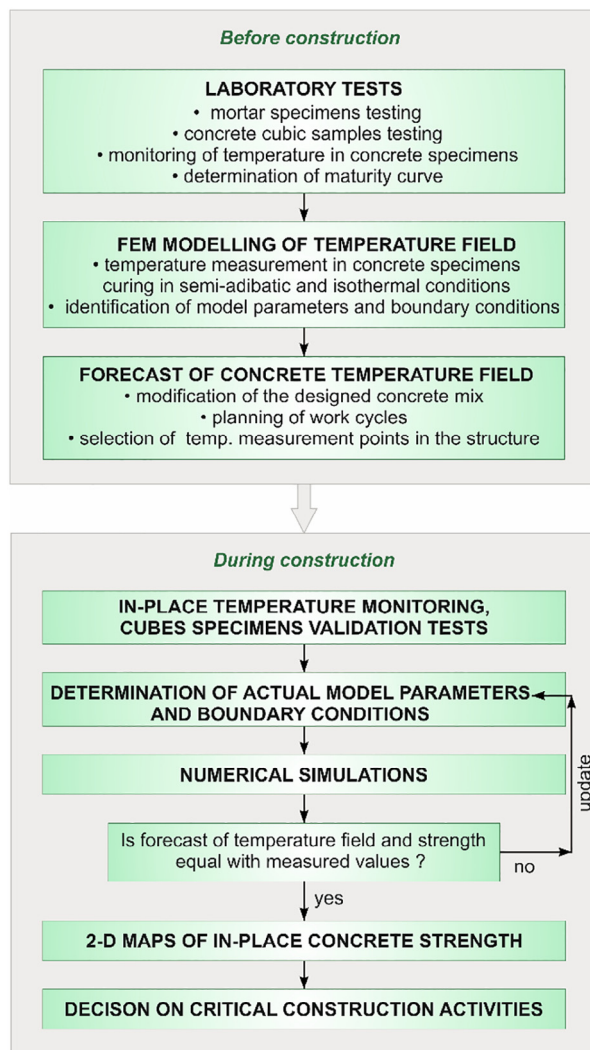 Before construction
LABORATORY TESTS
• mortar specimens testing
• concrete cubic samples testing
• monitoring of temperature in concrete specimens
• determination of maturity curve
FEM MODELLING OF TEMPERATURE FIELD
• temperature measurement in concrete specimens
curing in semi-adibatic and isothermal conditions
• identification of model parameters and boundary conditions
FORECAST OF CONCRETE TEMPERATURE FIELD
• modification of the designed concrete mix
• planning of work cycles
• selection of temp. measurement points in the structure
During construction
IN-PLACE TEMPERATURE MONITORING,
CUBES SPECIMENS VALIDATION TESTS
DETERMINATION OF ACTUAL MODEL PARAMETERS
AND BOUNDARY CONDITIONS
NUMERICAL SIMULATIONS
update
Is forecast of temperature field and strength
equal with measured values ?
no
yes
2-D MAPS OF IN-PLACE CONCRETE STRENGTH
DECISON ON CRITICAL CONSTRUCTION ACTIVITIES